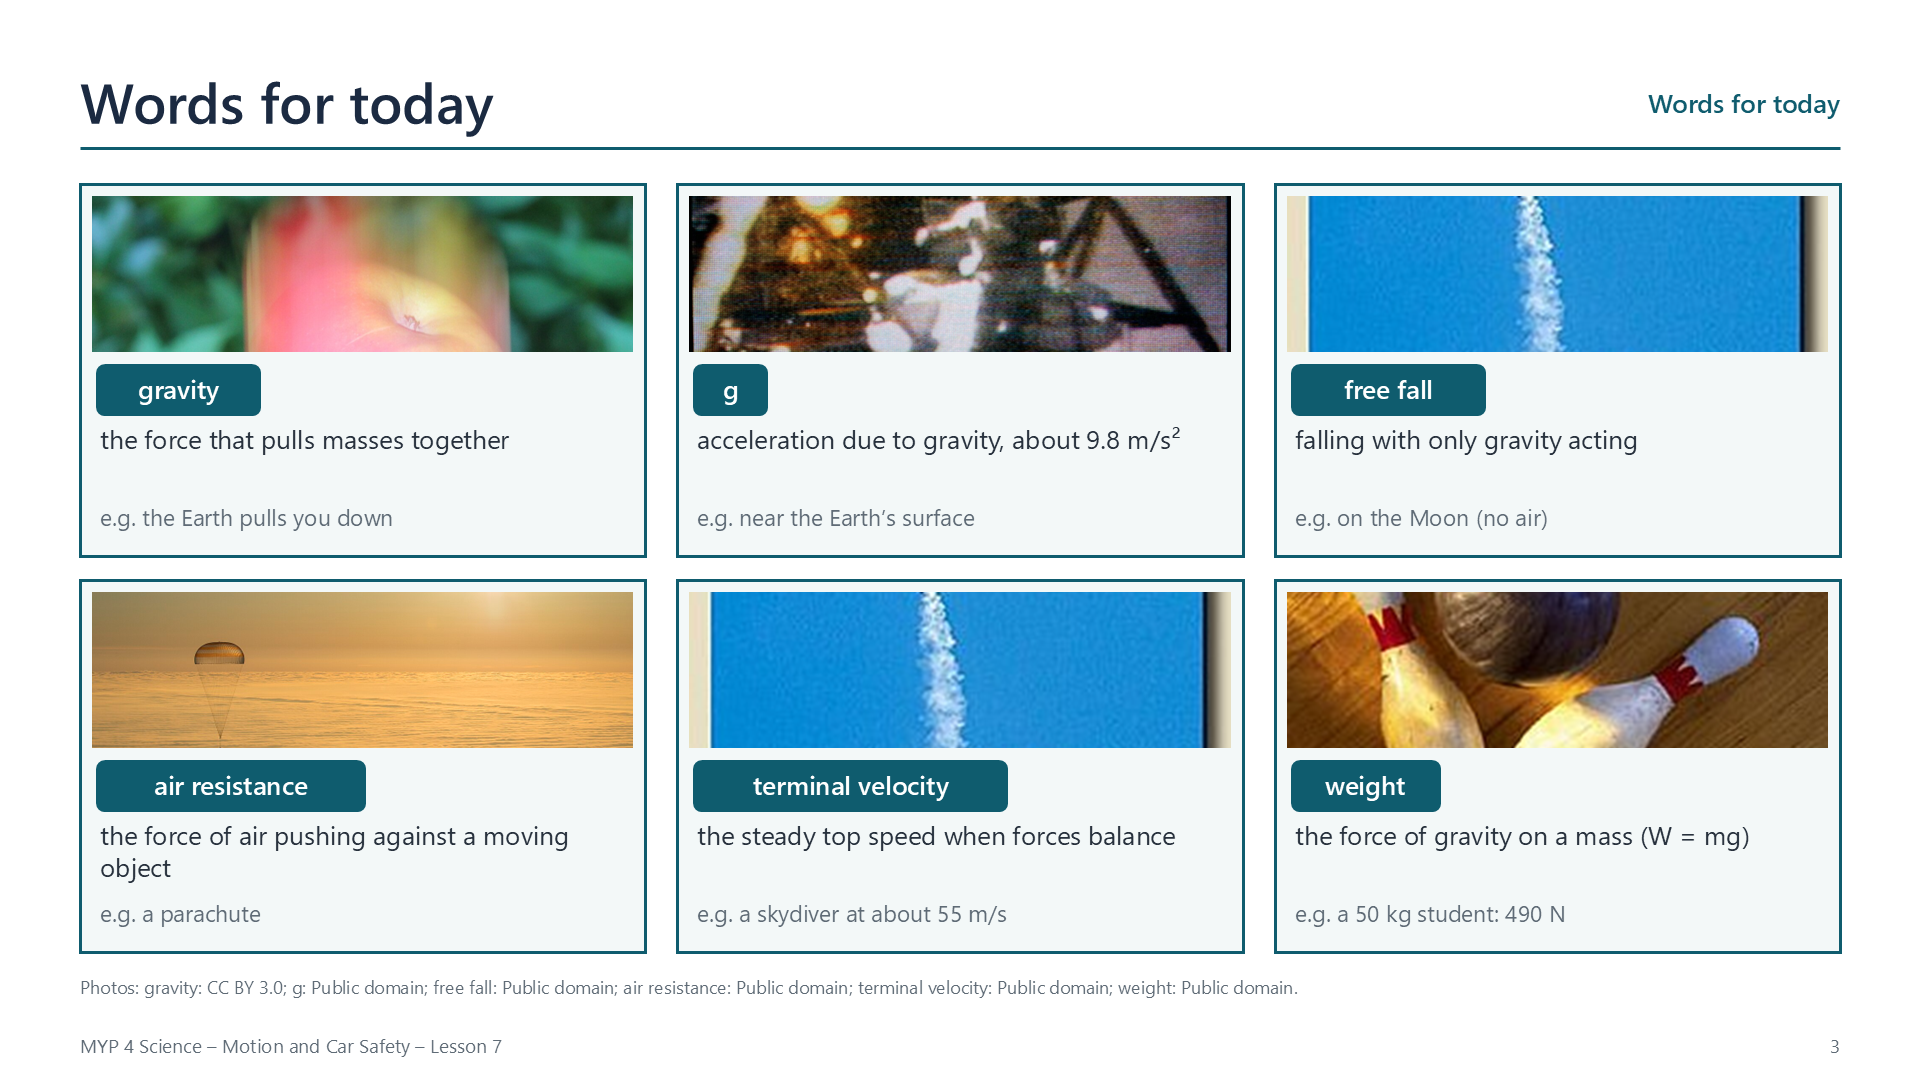 Words for today
Words for today
gravity
the force that pulls masses together
e.g. the Earth pulls you down
g
acceleration due to gravity, about 9.8 m/s²
e.g. near the Earth’s surface
free fall
falling with only gravity acting
e.g. on the Moon (no air)
air resistance
the force of air pushing against a moving
object
e.g. a parachute
terminal velocity
the steady top speed when forces balance
e.g. a skydiver at about 55 m/s
weight
the force of gravity on a mass (W = mg)
e.g. a 50 kg student: 490 N
Photos: gravity: CC BY 3.0; g: Public domain; free fall: Public domain; air resistance: Public domain; terminal velocity: Public domain; weight: Public domain.
MYP 4 Science – Motion and Car Safety – Lesson 7
3